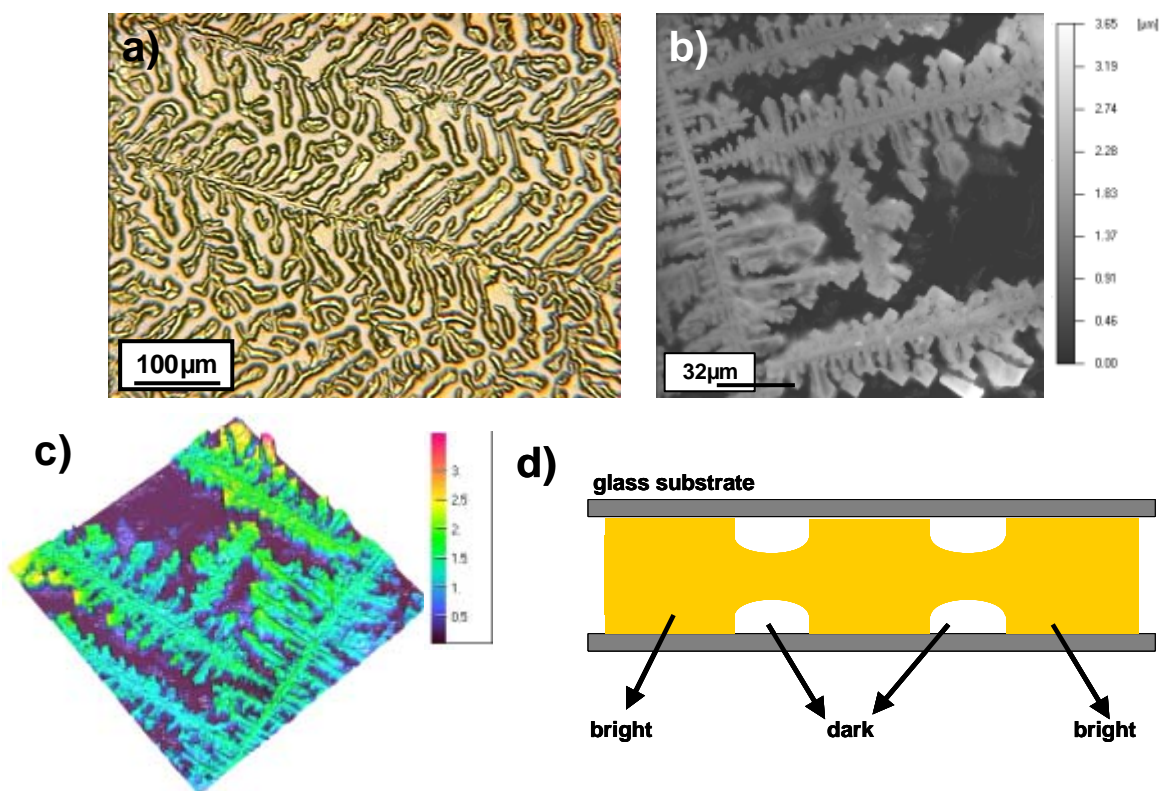 a)
100µm
b)
32µm
3.65 [µm]
3.19
2.74
2.28
1.83
1.37
0.91
0.46
0.00
c)
3.
2.5
2.
1.5
1.
0.5
d)
glass substrate
bright
dark
bright